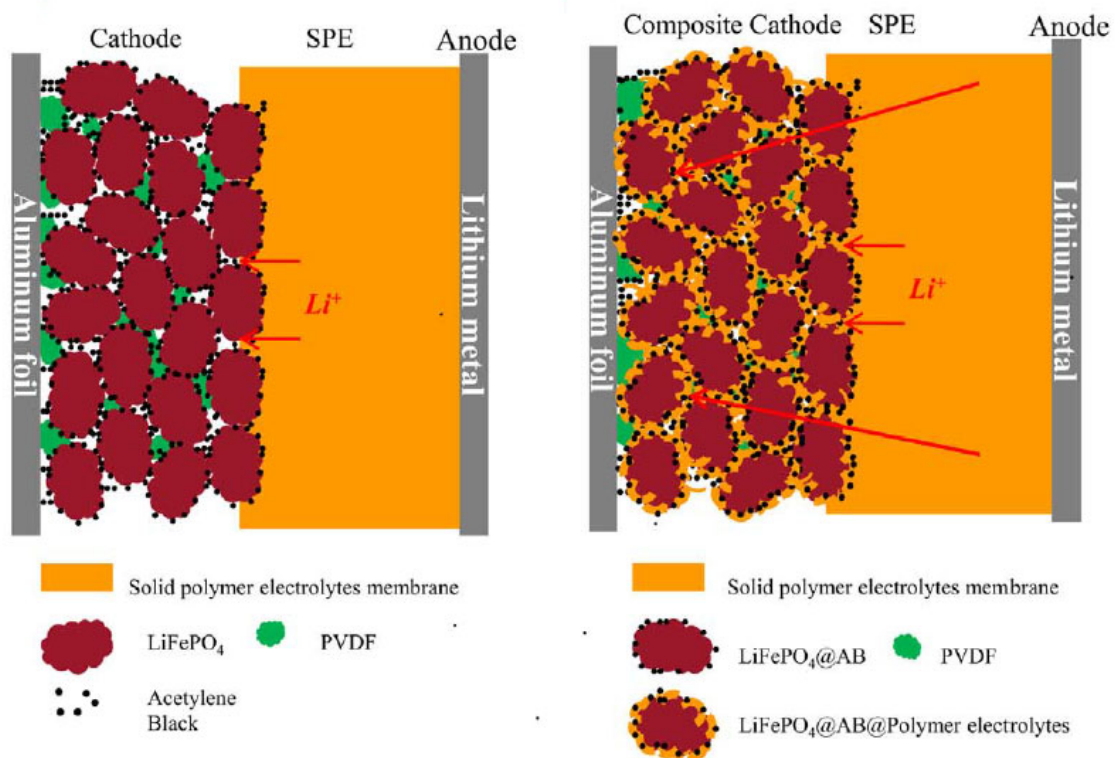 Cathode
SPE
Anode
Aluminum foil
Li⁺
Lithium metal
Solid polymer electrolytes membrane
LiFePO₄
PVDF
Acetylene
Black
Composite Cathode
SPE
Anode
Aluminum foil
Li⁺
Lithium metal
Solid polymer electrolytes membrane
LiFePO₄@AB
PVDF
LiFePO₄@AB@Polymer electrolytes